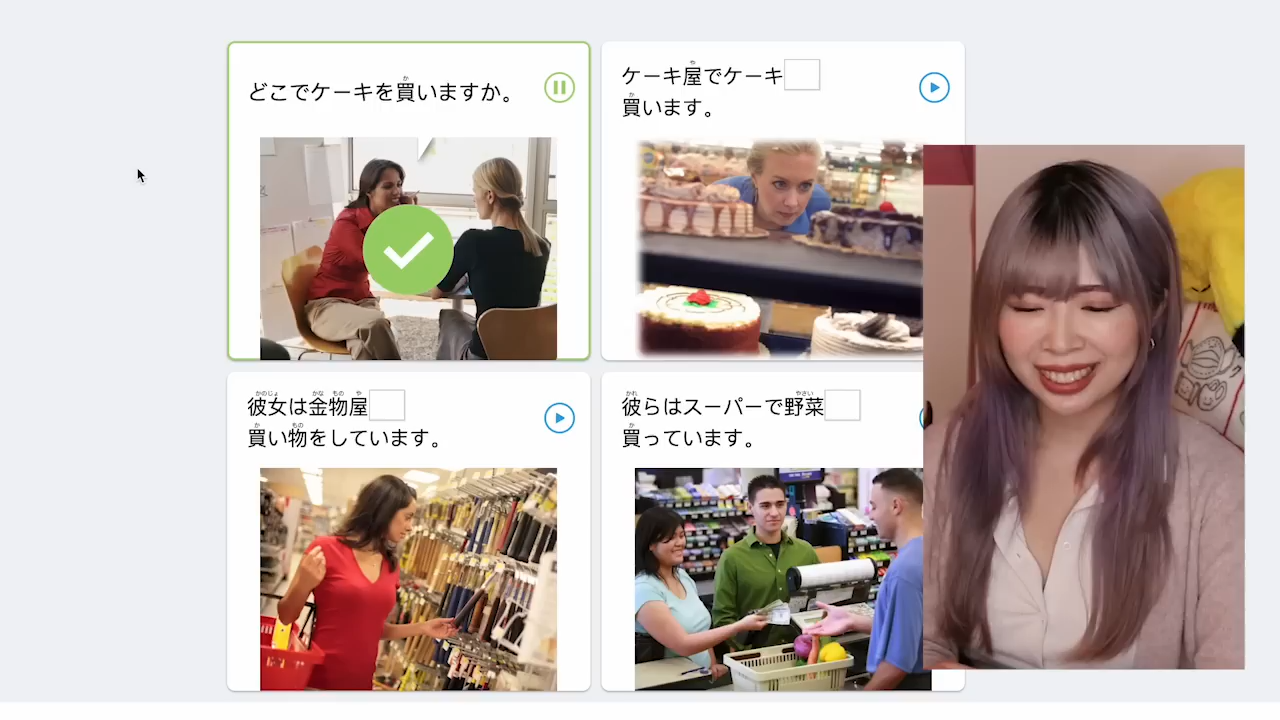 どこでケーキを買いますか。
ケーキ屋でケーキ
買います。
彼女は金物屋
買い物をしています。
彼らはスーパーで野菜
買っています。